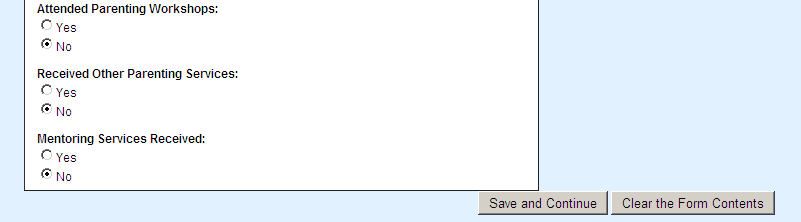 Attended Parenting Workshops:
Yes
No
Received Other Parenting Services:
Yes
No
Mentoring Services Received:
Yes
No
Save and Continue Clear the Form Contents